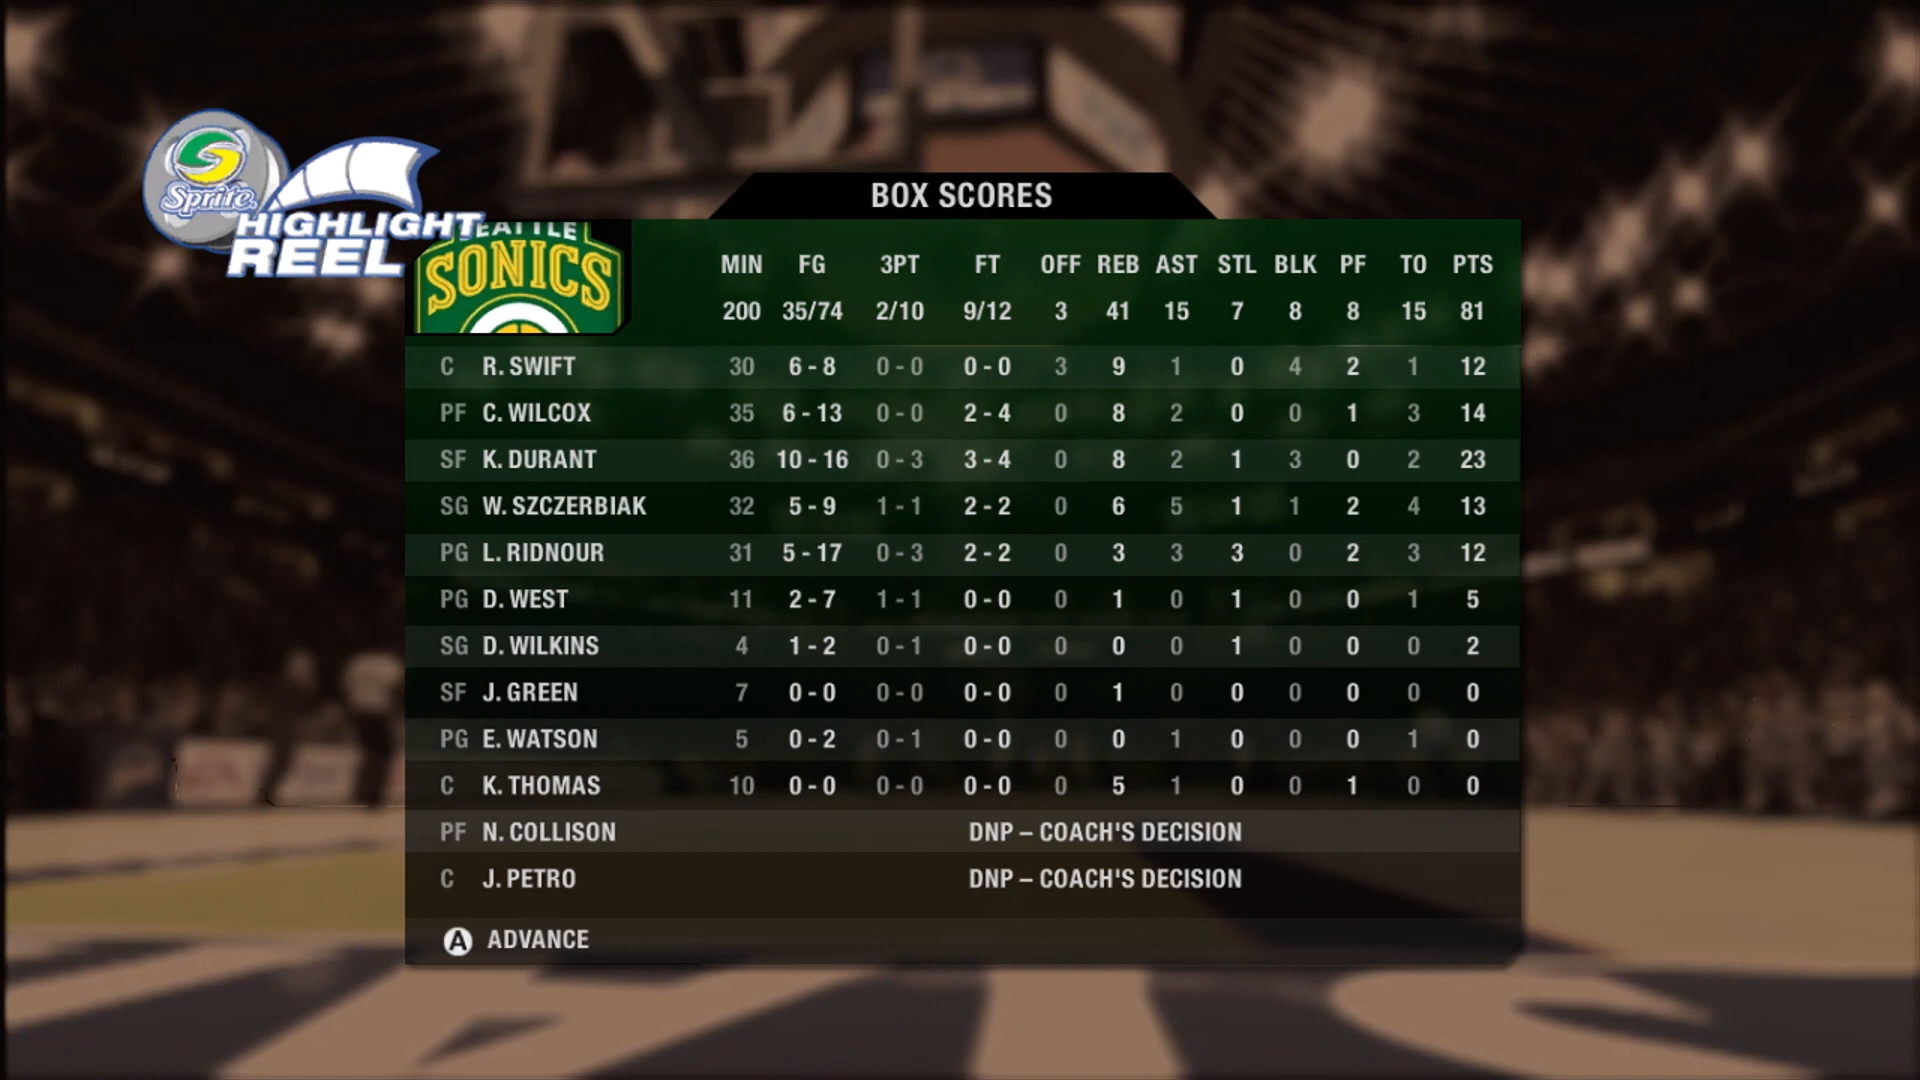 Sprite
HIGHLIGHT
REEL
BOX SCORES
SEATTLE
SONICS
MIN FG 3PT FT OFF REB AST STL BLK PF TO PTS
200 35/74 2/10 9/12 3 41 15 7 8 8 15 81
C R. SWIFT 30 6 - 8 0 - 0 0 - 0 3 9 1 0 4 2 1 12
PF C. WILCOX 35 6 - 13 0 - 0 2 - 4 0 8 2 0 0 1 3 14
SF K. DURANT 36 10 - 16 0 - 3 3 - 4 0 8 2 1 3 0 2 23
SG W. SZCZERBIAK 32 5 - 9 1 - 1 2 - 2 0 6 5 1 1 2 4 13
PG L. RIDNOUR 31 5 - 17 0 - 3 2 - 2 0 3 3 3 0 2 3 12
PG D. WEST 11 2 - 7 1 - 1 0 - 0 0 1 0 1 0 0 1 5
SG D. WILKINS 4 1 - 2 0 - 1 0 - 0 0 0 0 1 0 0 0 2
SF J. GREEN 7 0 - 0 0 - 0 0 - 0 0 1 0 0 0 0 0 0
PG E. WATSON 5 0 - 2 0 - 1 0 - 0 0 0 1 0 0 0 1 0
C K. THOMAS 10 0 - 0 0 - 0 0 - 0 0 5 1 0 0 1 0 0
PF N. COLLISON DNP – COACH'S DECISION
C J. PETRO DNP – COACH'S DECISION
A ADVANCE